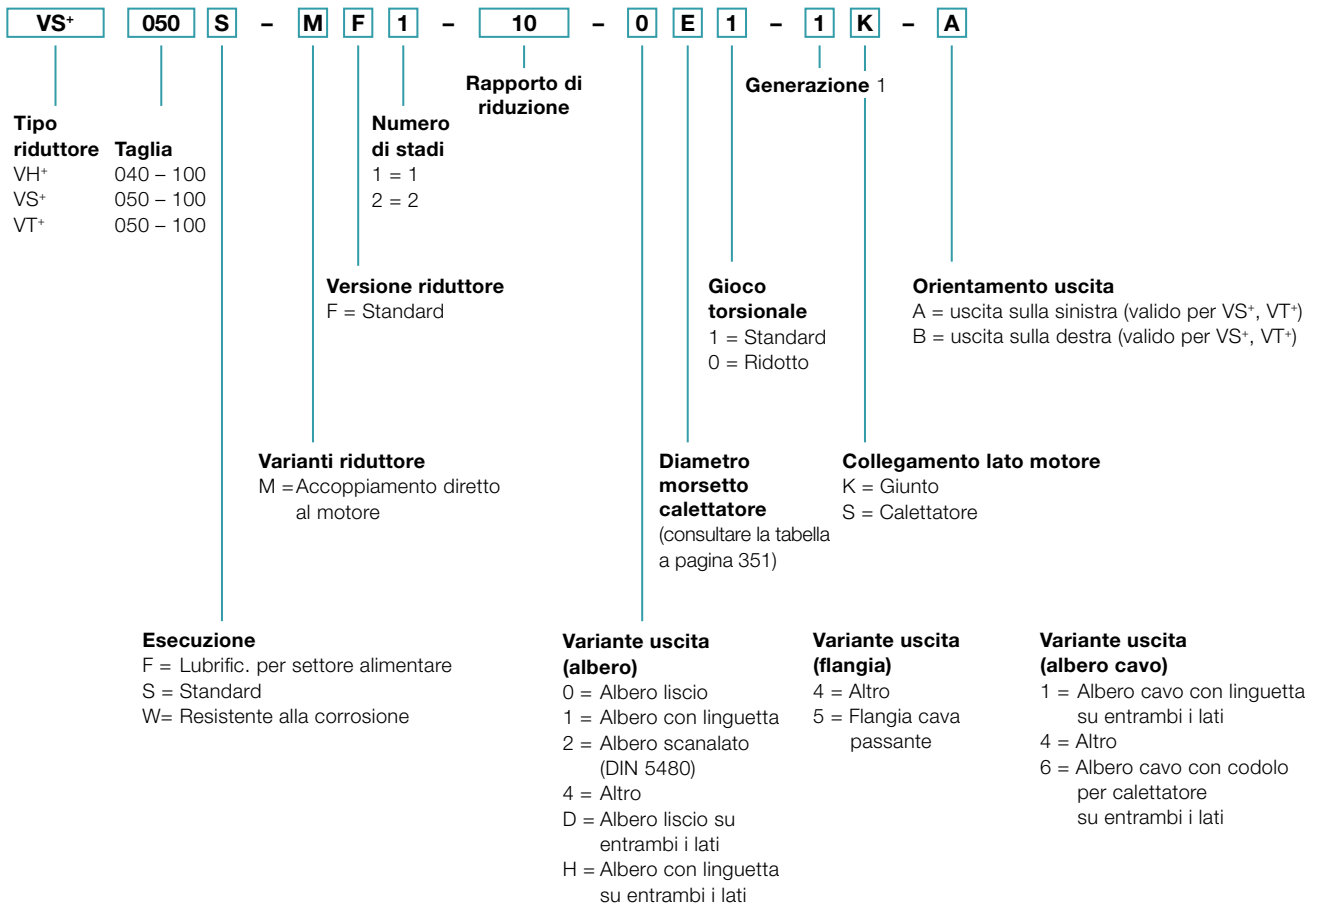 VS⁺ 050 S – M F 1 – 10 – 0 E 1 – 1 K – A
Rapporto di
riduzione
Generazione 1
Tipo
riduttore
VH⁺
VS⁺
VT⁺
Taglia
040 – 100
050 – 100
050 – 100
Numero
di stadi
1 = 1
2 = 2
Versione riduttore
F = Standard
Gioco
torsionale
1 = Standard
0 = Ridotto
Orientamento uscita
A = uscita sulla sinistra (valido per VS⁺, VT⁺)
B = uscita sulla destra (valido per VS⁺, VT⁺)
Varianti riduttore
M =Accoppiamento diretto
al motore
Diametro
morsetto
calettatore
(consultare la tabella
a pagina 351)
Collegamento lato motore
K = Giunto
S = Calettatore
Esecuzione
F = Lubrific. per settore alimentare
S = Standard
W= Resistente alla corrosione
Variante uscita
(albero)
0 = Albero liscio
1 = Albero con linguetta
2 = Albero scanalato
(DIN 5480)
4 = Altro
D = Albero liscio su
entrambi i lati
H = Albero con linguetta
su entrambi i lati
Variante uscita
(flangia)
4 = Altro
5 = Flangia cava
passante
Variante uscita
(albero cavo)
1 = Albero cavo con linguetta
su entrambi i lati
4 = Altro
6 = Albero cavo con codolo
per calettatore
su entrambi i lati